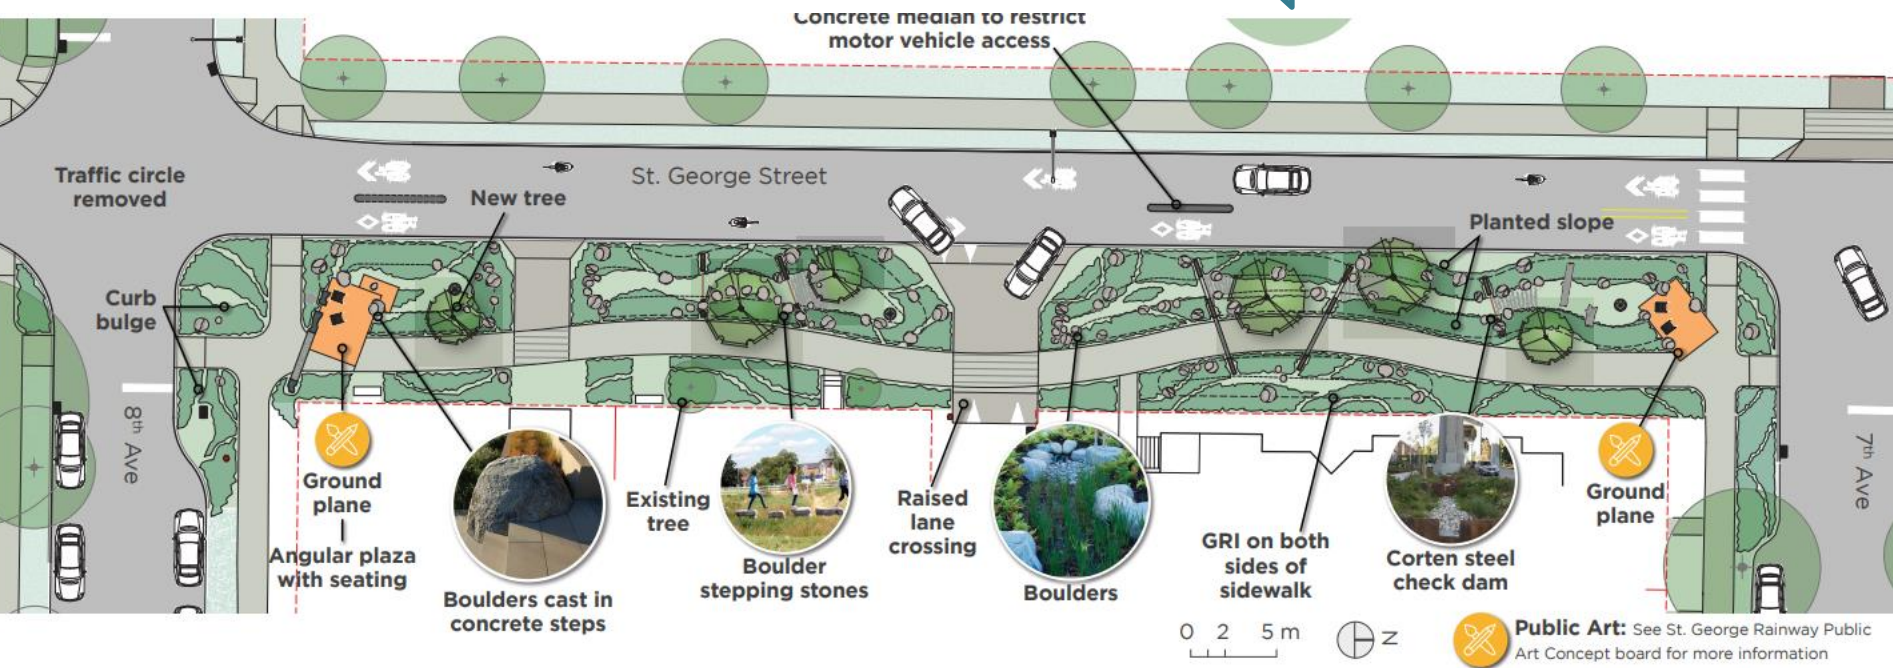 Concrete median to restrict
motor vehicle access
Traffic circle
removed
St. George Street
New tree
Planted slope
Curb
bulge
8th Ave
7th Ave
Ground
plane
Angular plaza
with seating
Boulders cast in
concrete steps
Existing
tree
Boulder
stepping stones
Raised
lane
crossing
Boulders
GRI on both
sides of
sidewalk
Corten steel
check dam
Ground
plane
0 2 5 m
N
Public Art: See St. George Rainway Public
Art Concept board for more information